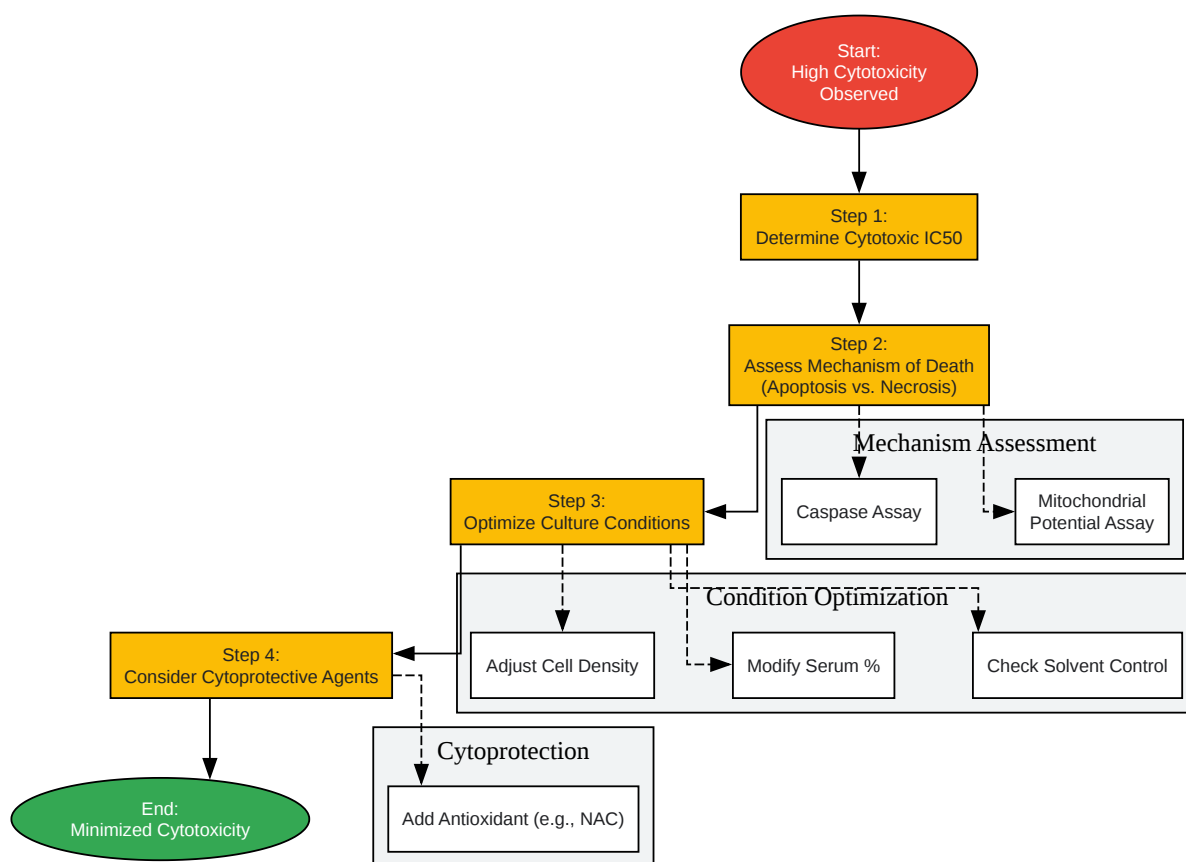 Start:
High Cytotoxicity
Observed
Step 1:
Determine Cytotoxic IC50
Step 2:
Assess Mechanism of Death
(Apoptosis vs. Necrosis)
Mechanism Assessment
Caspase Assay
Mitochondrial
Potential Assay
Step 3:
Optimize Culture Conditions
Condition Optimization
Adjust Cell Density
Modify Serum %
Check Solvent Control
Step 4:
Consider Cytoprotective Agents
Cytoprotection
Add Antioxidant (e.g., NAC)
End:
Minimized Cytotoxicity